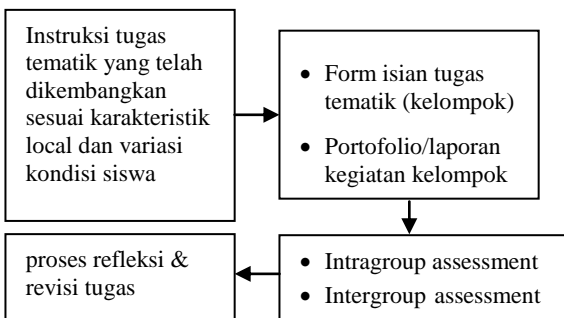 Instruksi tugas
tematik yang telah
dikembangkan
sesuai karakteristik
local dan variasi
kondisi siswa
• Form isian tugas
tematik (kelompok)
• Portofolio/laporan
kegiatan kelompok
• Intragroup assessment
• Intergroup assessment
proses refleksi &
revisi tugas